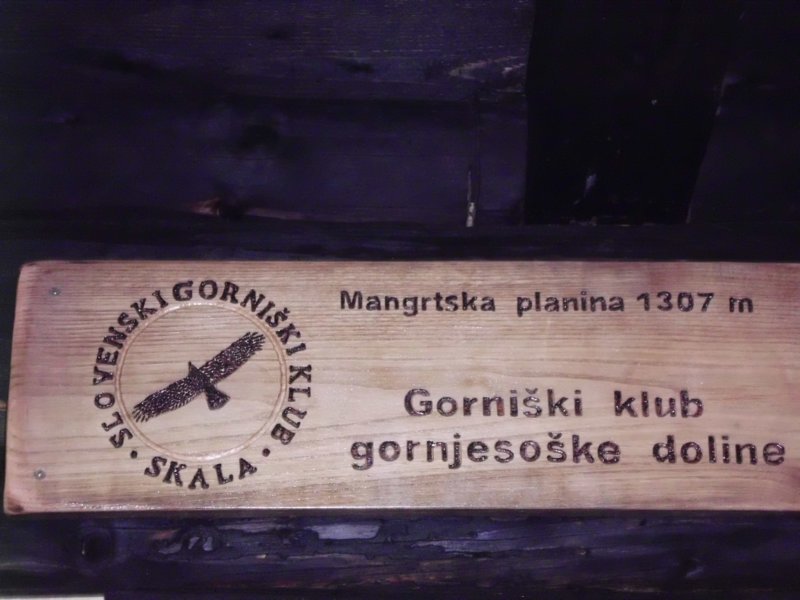 SLOVENSKI GORNIŠKI KLUB
• SKALA •
Mangrtska planina 1307 m
Gorniški klub
gornjesoške doline